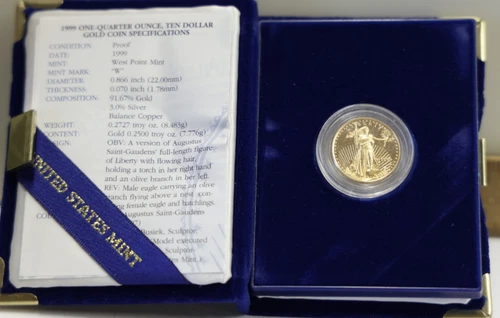 1999 ONE-QUARTER OUNCE, TEN DOLLAR
GOLD COIN SPECIFICATIONS
CONDITION: Proof
DATE: 1999
MINT: West Point Mint
MINT MARK: "W"
DIAMETER: 0.866 inch (22.00mm)
THICKNESS: 0.070 inch (1.78mm)
COMPOSITION: 91.67% Gold
3.0% Silver
Balance Copper
WEIGHT: 0.2727 troy oz. (8.483g)
CONTENT: Gold 0.2500 troy oz. (7.776g)
SIGN: OBV: A version of Augustus
Saint-Gaudens' full-length figure
of Liberty with flowing hair,
holding a torch in her right hand
and an olive branch in her left.
REV: Male eagle carrying an olive
branch flying above a nest
female eagle and hatchlings
Augustus Saint-Gaudens
Busiek, Sculptor
Model executed
Sculptor-
Mint.)
UNITED STATES MINT